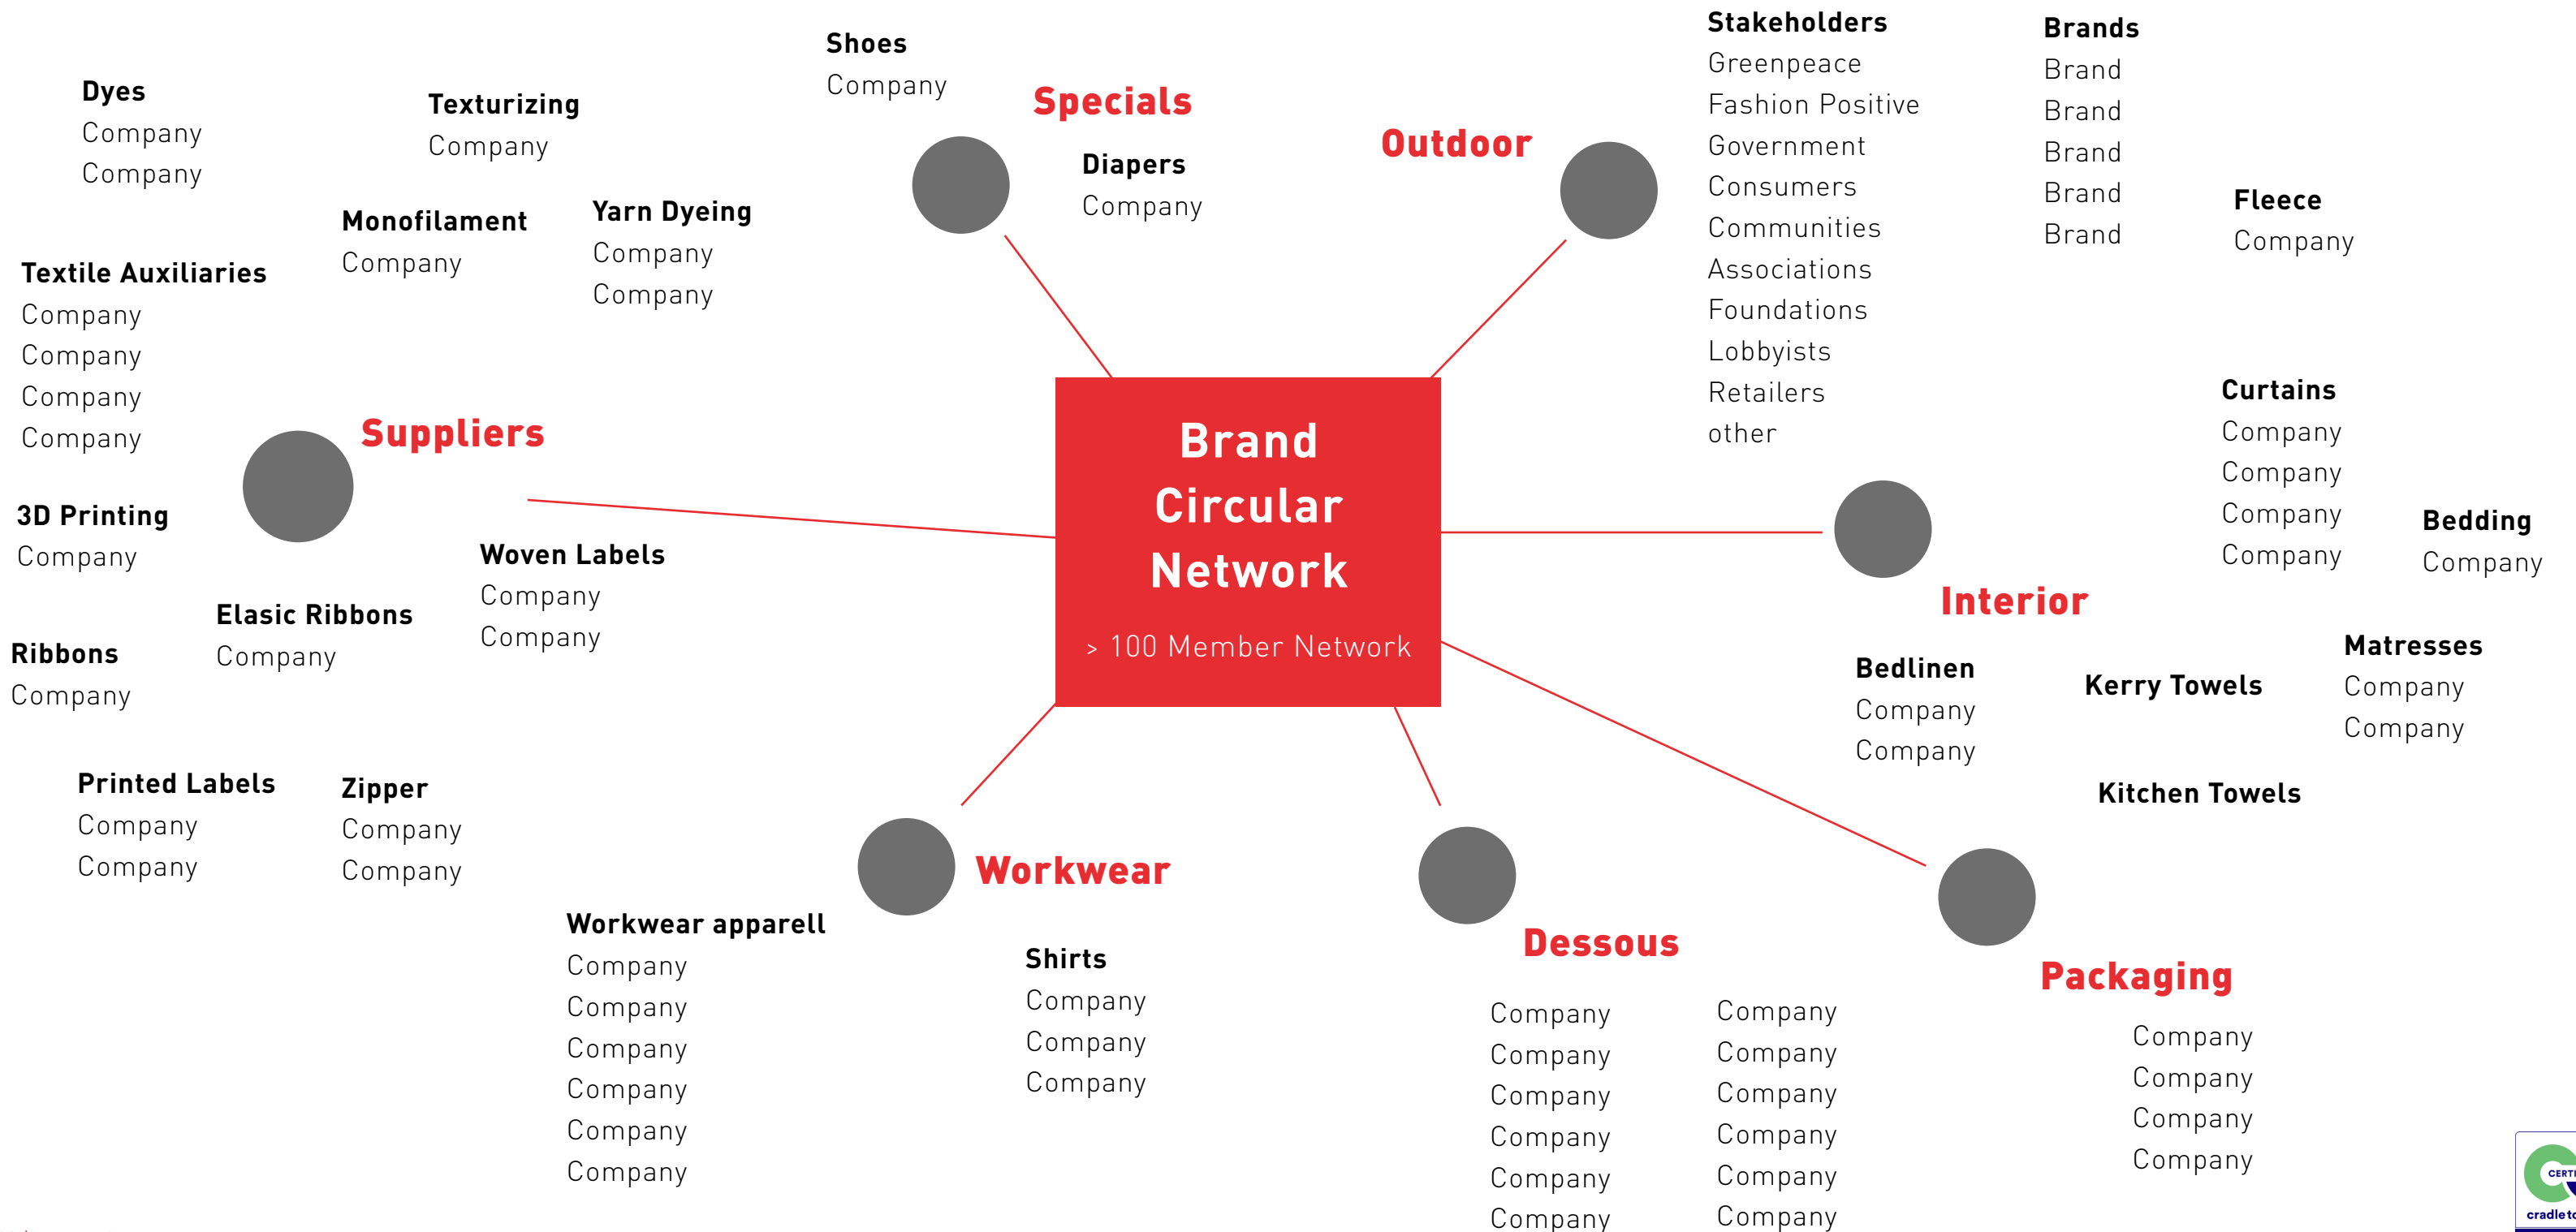 Shoes
Company
Specials
Diapers
Company
Outdoor
Stakeholders
Greenpeace
Fashion Positive
Government
Consumers
Communities
Associations
Foundations
Lobbyists
Retailers
other
Brands
Brand
Brand
Brand
Brand
Brand
Fleece
Company
Dyes
Company
Company
Texturizing
Company
Monofilament
Company
Yarn Dyeing
Company
Company
Textile Auxiliaries
Company
Company
Company
Company
Suppliers
3D Printing
Company
Woven Labels
Company
Company
Elasic Ribbons
Company
Ribbons
Company
Printed Labels
Company
Company
Zipper
Company
Company
Brand
Circular
Network
> 100 Member Network
Curtains
Company
Company
Company
Company
Bedding
Company
Interior
Bedlinen
Company
Company
Kerry Towels
Matresses
Company
Company
Kitchen Towels
Workwear
Workwear apparell
Company
Company
Company
Company
Company
Company
Shirts
Company
Company
Company
Dessous
Company
Company
Company
Company
Company
Company
Company
Company
Company
Company
Company
Company
Packaging
Company
Company
Company
Company
CERTI
cradle to